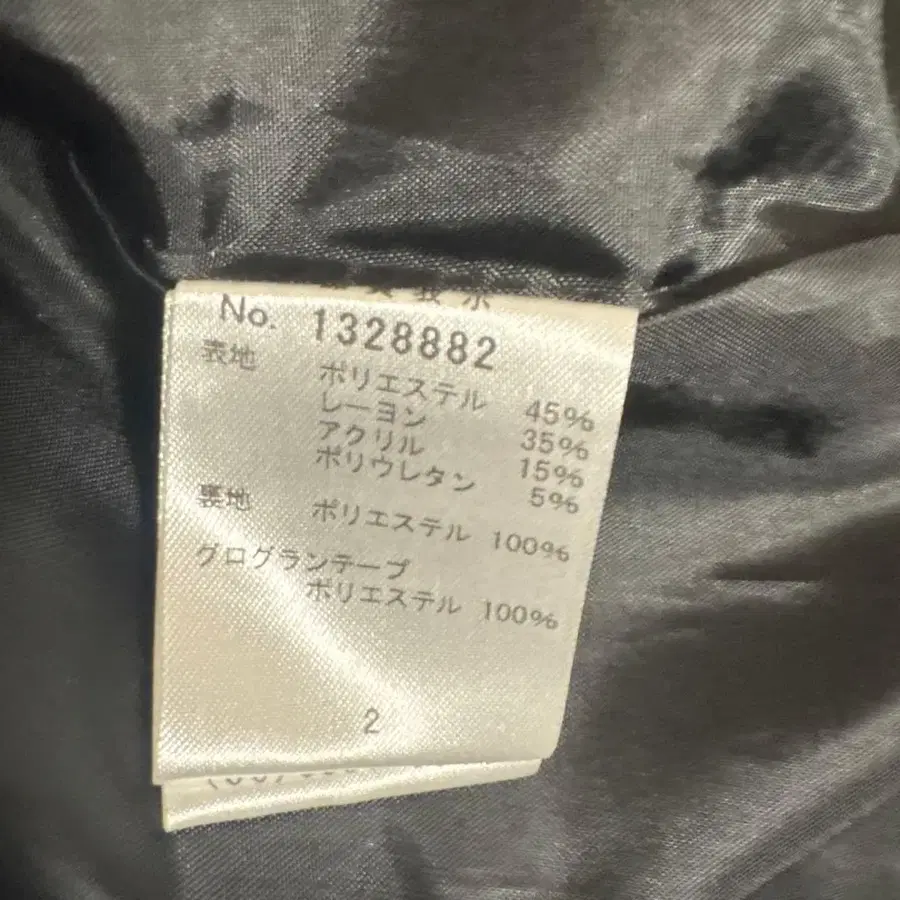 No. 1328882
表地 ポリエステル 45%
レーヨン 35%
アクリル 15%
ポリウレタン 5%
裏地 ポリエステル 100%
グログランテープ
ポリエステル 100%
2